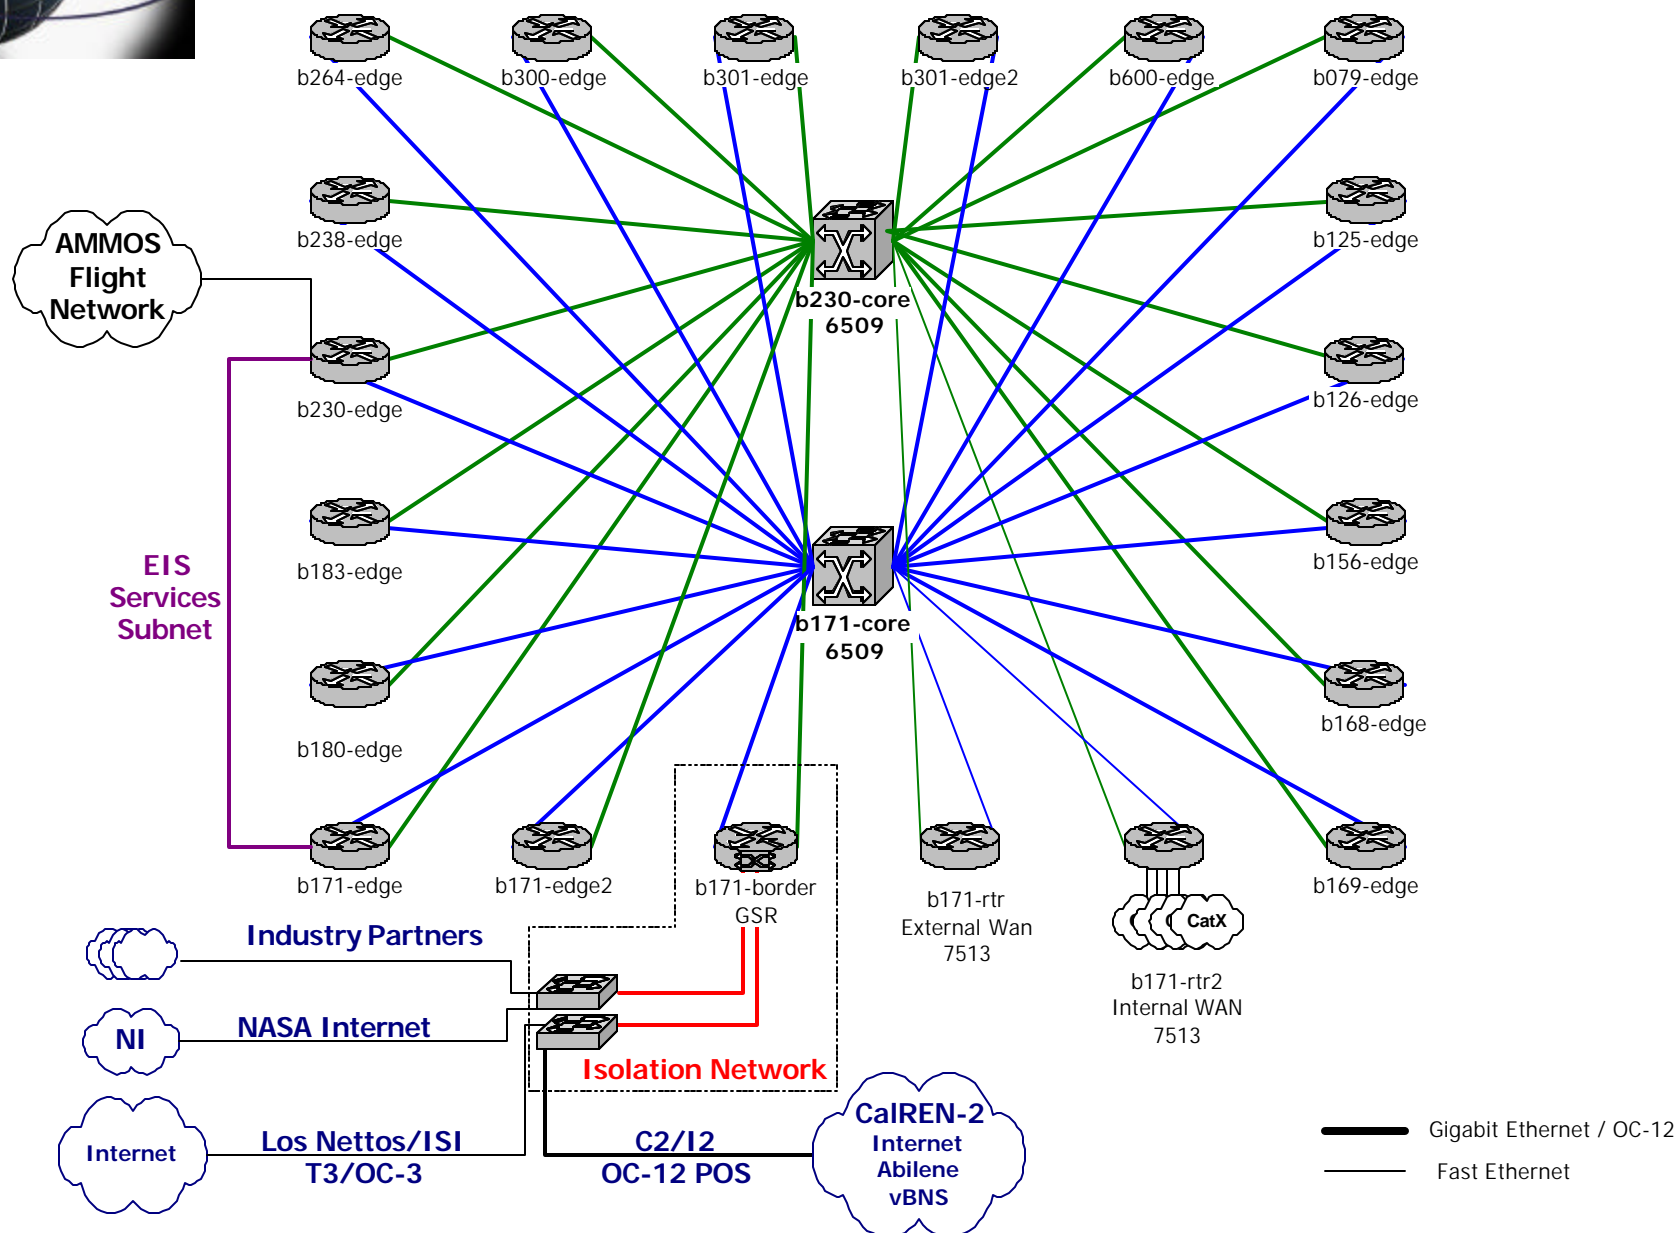 b264-edge
b300-edge
b301-edge
b301-edge2
b600-edge
b079-edge
b238-edge
b125-edge
AMMOS
Flight
Network
b230-core
6509
b230-edge
b126-edge
EIS
Services
Subnet
b183-edge
b156-edge
b171-core
6509
b180-edge
b168-edge
b171-edge
b171-edge2
b171-border
GSR
b171-rtr
External Wan
7513
CatX
b171-rtr2
Internal WAN
7513
b169-edge
Industry Partners
NI
NASA Internet
Isolation Network
Internet
Los Nettos/ISI
T3/OC-3
C2/I2
OC-12 POS
CalREN-2
Internet
Abilene
vBNS
Gigabit Ethernet / OC-12
Fast Ethernet